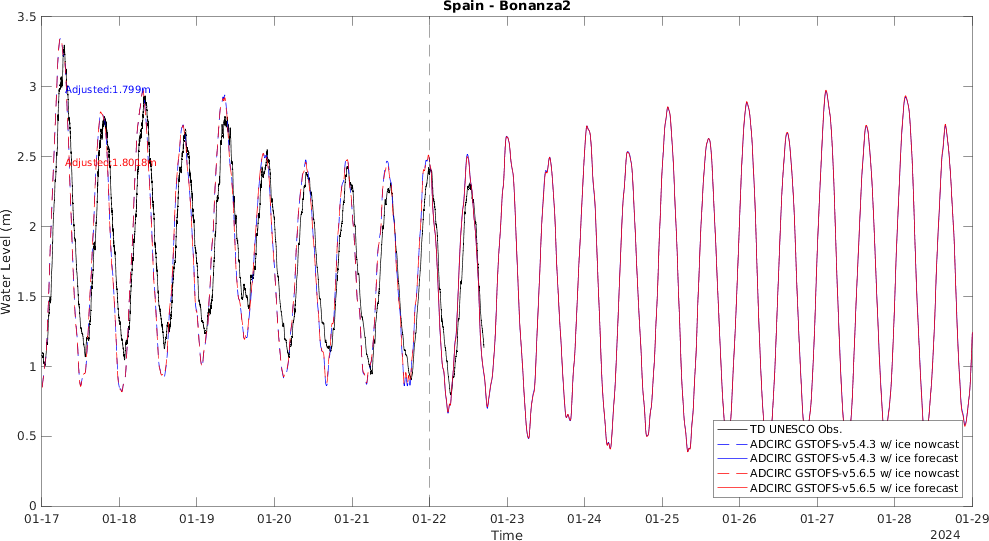 Spain - Bonanza2
3.5
3
2.5
2
1.5
1
0.5
0
Water Level (m)
Adjusted:1.799m
Adjusted:1.8018m
TD UNESCO Obs.
ADCIRC GSTOFS-v5.4.3 w/ ice nowcast
ADCIRC GSTOFS-v5.4.3 w/ ice forecast
ADCIRC GSTOFS-v5.6.5 w/ ice nowcast
ADCIRC GSTOFS-v5.6.5 w/ ice forecast
01-17 01-18 01-19 01-20 01-21 01-22 01-23 01-24 01-25 01-26 01-27 01-28 01-29
Time
2024